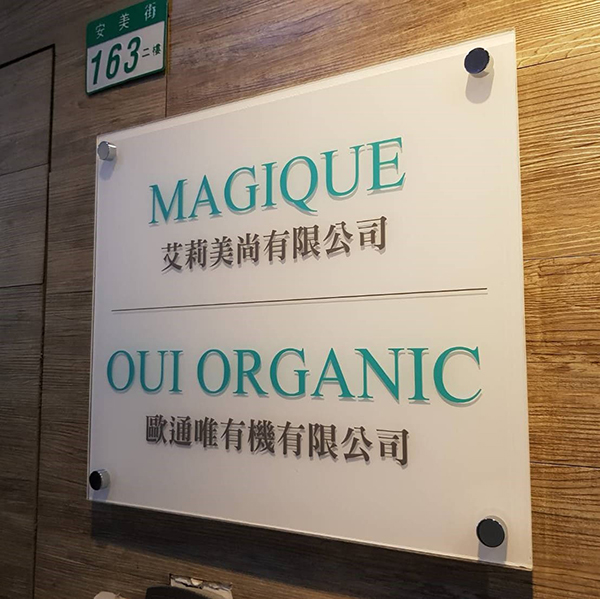 安美街
163二樓
MAGIQUE
艾莉美尚有限公司
OUI ORGANIC
歐通唯有機有限公司